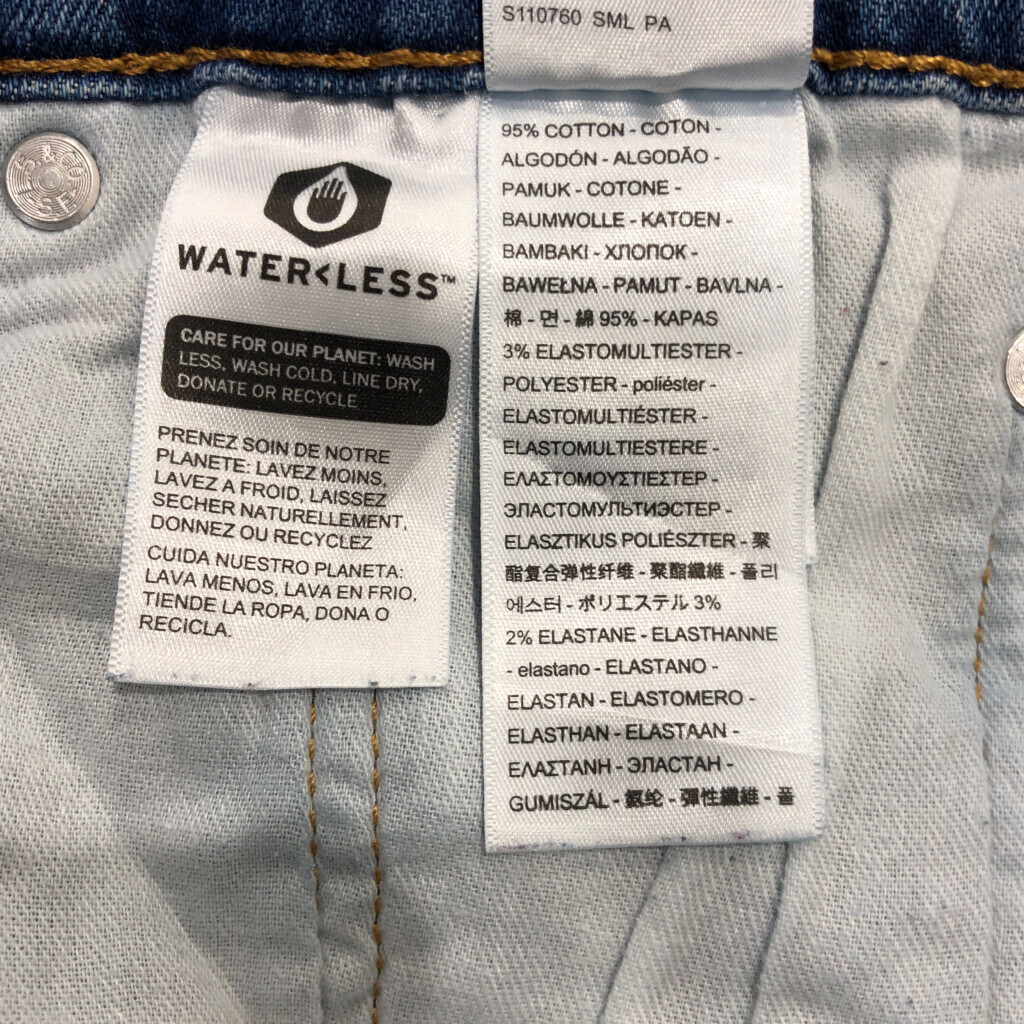 S110760 SML PA
WATER<LESS™
CARE FOR OUR PLANET: WASH
LESS, WASH COLD, LINE DRY,
DONATE OR RECYCLE
PRENEZ SOIN DE NOTRE
PLANETE: LAVEZ MOINS,
LAVEZ A FROID, LAISSEZ
SECHER NATURELLEMENT,
DONNEZ OU RECYCLEZ
CUIDA NUESTRO PLANETA:
LAVA MENOS, LAVA EN FRIO,
TIENDE LA ROPA, DONA O
RECICLA.
95% COTTON - COTON -
ALGODÓN - ALGODÃO -
PAMUK - COTONE -
BAUMWOLLE - KATOEN -
BAMBAKI - ХЛОПОК -
BAWEŁNA - PAMUT - BAVLNA -
棉 - 면 - 綿 95% - KAPAS
3% ELASTOMULTIESTER -
POLYESTER - poliéster -
ELASTOMULTIÉSTER -
ELASTOMULTIESTERE -
ΕΛΑΣΤΟΜΟΥΣΤΙΕΣΤΕΡ -
ЭЛАСТОМУЛЬТИЭСТЕР -
ELASZTIKUS POLIÉSZTER - 聚
酯复合弹性纤维 - 聚酯纖維 - 폴리
에스터 - ポリエステル 3%
2% ELASTANE - ELASTHANNE
- elastano - ELASTANO -
ELASTAN - ELASTOMERO -
ELASTHAN - ELASTAAN -
ΕΛΑΣΤΑΝΗ - ЭЛАСТАН -
GUMISZÁL - 氨纶 - 彈性纖維 - 폴